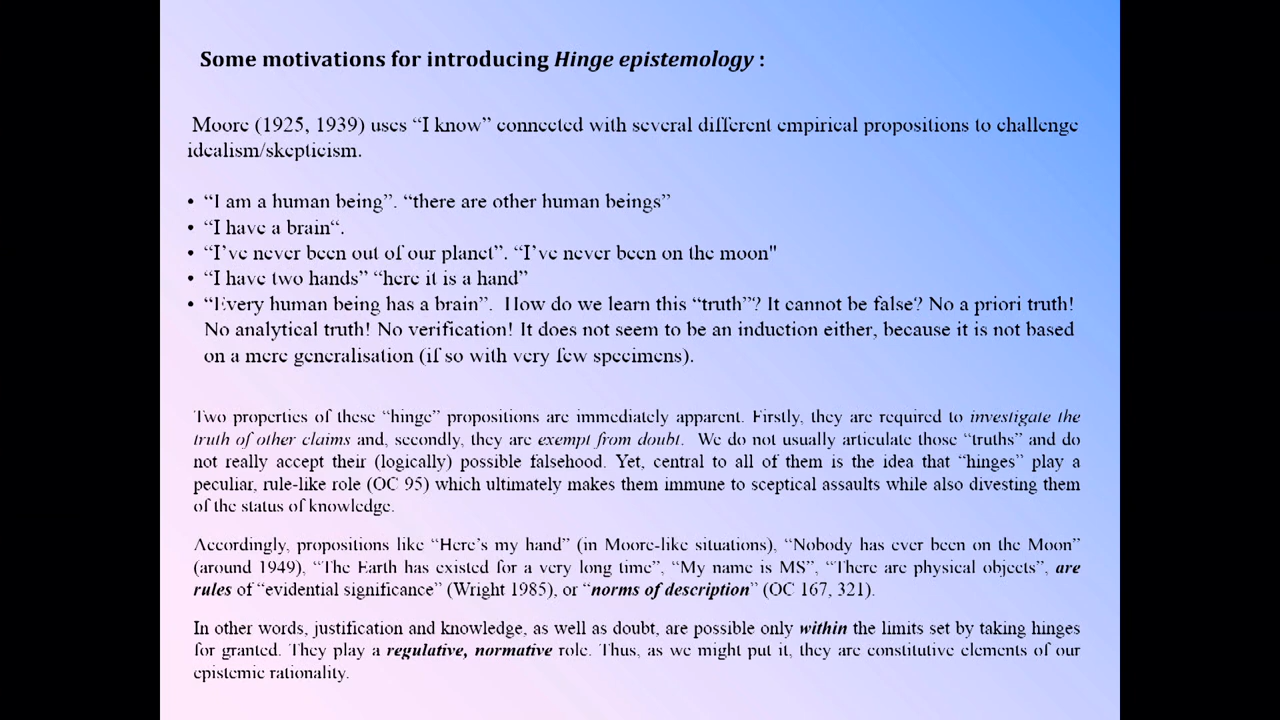 Some motivations for introducing Hinge epistemology :
Moore (1925, 1939) uses “I know” connected with several different empirical propositions to challenge
idealism/skepticism.
• “I am a human being”. “there are other human beings”
• “I have a brain“.
• “I’ve never been out of our planet”. “I’ve never been on the moon"
• “I have two hands” “here it is a hand”
• “Every human being has a brain”. How do we learn this “truth”? It cannot be false? No a priori truth!
No analytical truth! No verification! It does not seem to be an induction either, because it is not based
on a mere generalisation (if so with very few specimens).
Two properties of these “hinge” propositions are immediately apparent. Firstly, they are required to investigate the
truth of other claims and, secondly, they are exempt from doubt. We do not usually articulate those “truths” and do
not really accept their (logically) possible falsehood. Yet, central to all of them is the idea that “hinges” play a
peculiar, rule-like role (OC 95) which ultimately makes them immune to sceptical assaults while also divesting them
of the status of knowledge.
Accordingly, propositions like “Here’s my hand” (in Moore-like situations), “Nobody has ever been on the Moon”
(around 1949), “The Earth has existed for a very long time”, “My name is MS”, “There are physical objects”, are
rules of “evidential significance” (Wright 1985), or “norms of description” (OC 167, 321).
In other words, justification and knowledge, as well as doubt, are possible only within the limits set by taking hinges
for granted. They play a regulative, normative role. Thus, as we might put it, they are constitutive elements of our
epistemic rationality.